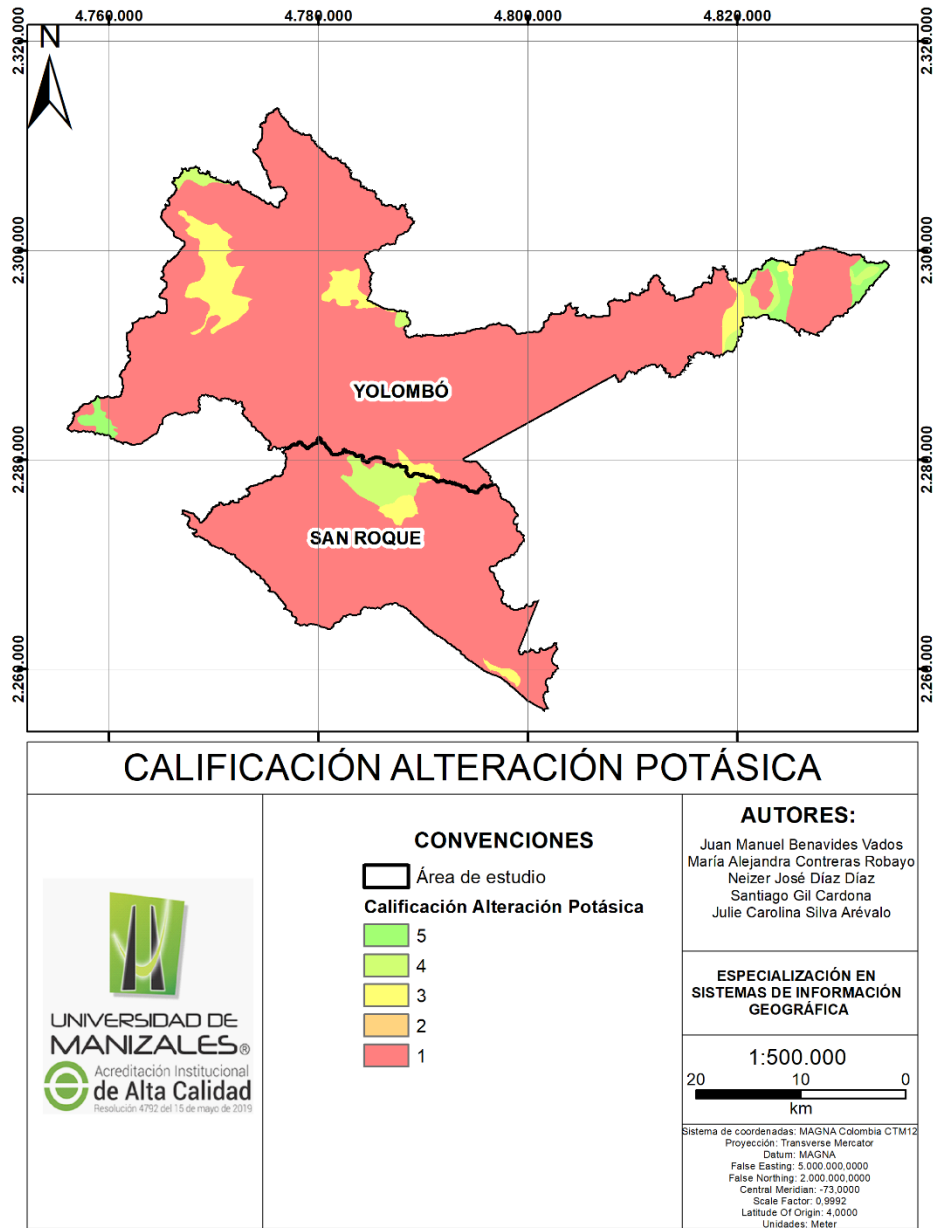 4.760.000 4.780.000 4.800.000 4.820.000
N
2.320.000 2.320.000
2.300.000 2.300.000
YOLOMBÓ
2.280.000 2.280.000
SAN ROQUE
2.260.000 2.260.000
CALIFICACIÓN ALTERACIÓN POTÁSICA
UNIVERSIDAD DE
MANIZALES®
Acreditación Institucional
de Alta Calidad
Resolución 4792 del 15 de mayo de 2019
CONVENCIONES
Área de estudio
Calificación Alteración Potásica
5
4
3
2
1
AUTORES:
Juan Manuel Benavides Vados
María Alejandra Contreras Robayo
Neizer José Díaz Díaz
Santiago Gil Cardona
Julie Carolina Silva Arévalo
ESPECIALIZACIÓN EN
SISTEMAS DE INFORMACIÓN
GEOGRÁFICA
1:500.000
20 10 0
km
Sistema de coordenadas: MAGNA Colombia CTM12
Proyección: Transverse Mercator
Datum: MAGNA
False Easting: 5.000.000,0000
False Northing: 2.000.000,0000
Central Meridian: -73,0000
Scale Factor: 0,9992
Latitude Of Origin: 4,0000
Unidades: Meter